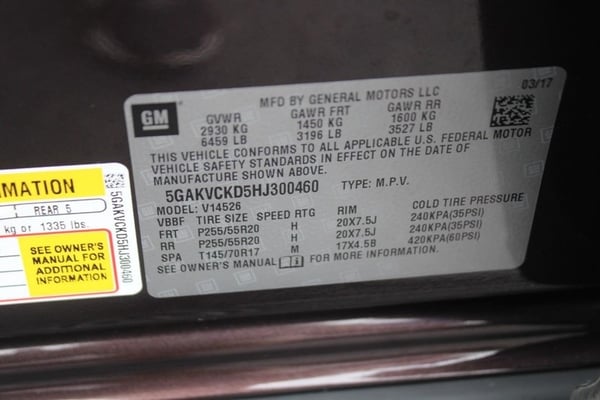 GM
MFD BY GENERAL MOTORS LLC
03/17
GVWR GAWR FRT GAWR RR
2930 KG 1450 KG 1600 KG
6459 LB 3196 LB 3527 LB
THIS VEHICLE CONFORMS TO ALL APPLICABLE U.S. FEDERAL MOTOR
VEHICLE SAFETY STANDARDS IN EFFECT ON THE DATE OF
MANUFACTURE SHOWN ABOVE.
5GAKVCKD5HJ300460 TYPE: M.P.V.
MODEL: V14526
VBBF TIRE SIZE SPEED RTG RIM COLD TIRE PRESSURE
FRT P255/55R20 H 20X7.5J 240KPA(35PSI)
RR P255/55R20 H 20X7.5J 240KPA(35PSI)
SPA T145/70R17 M 17X4.5B 420KPA(60PSI)
SEE OWNER'S MANUAL FOR MORE INFORMATION.
RMATION
REAR 5
kg or 1335 lbs.
SEE OWNER'S
MANUAL FOR
ADDITIONAL
INFORMATION
5GAKVCKD5HJ300460